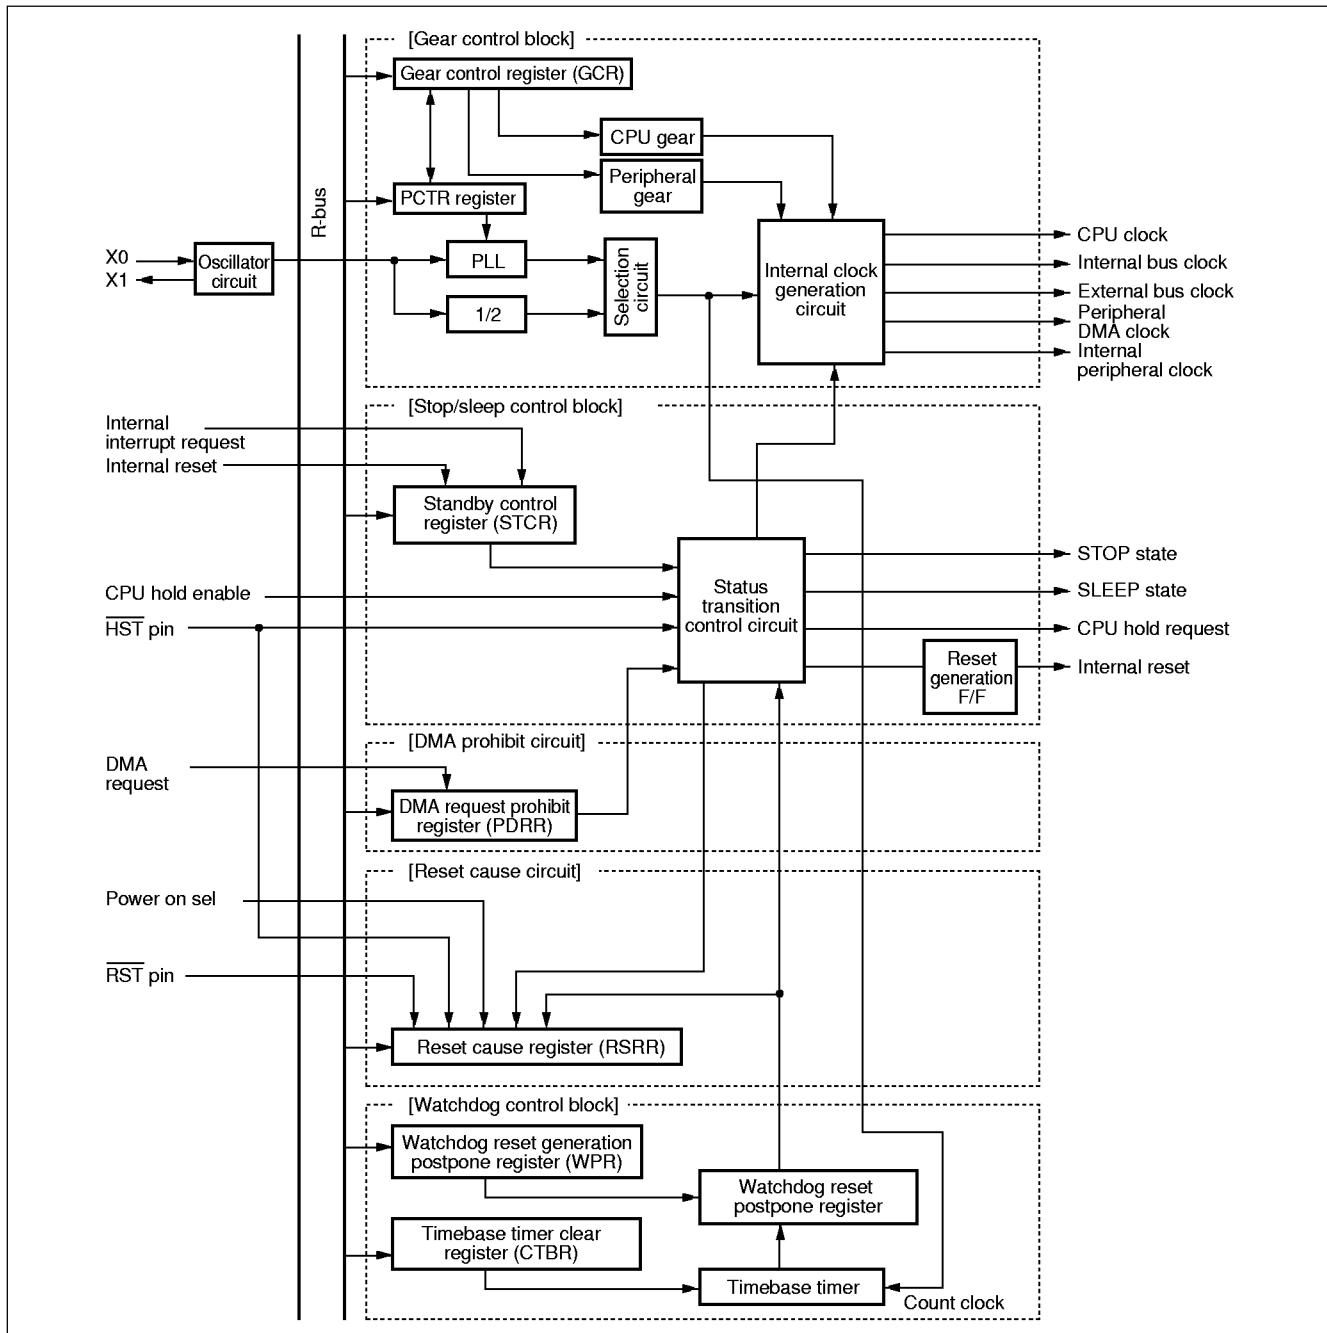 [Gear control block]
Gear control register (GCR)
CPU gear
Peripheral
gear
PCTR register
R-bus
X0
X1
Oscillator
circuit
PLL
1/2
Selection
circuit
Internal clock
generation
circuit
CPU clock
Internal bus clock
External bus clock
Peripheral
DMA clock
Internal
peripheral clock
[Stop/sleep control block]
Internal
interrupt request
Internal reset
Standby control
register (STCR)
CPU hold enable
HST pin
Status
transition
control circuit
STOP state
SLEEP state
CPU hold request
Reset
generation
F/F
Internal reset
[DMA prohibit circuit]
DMA
request
DMA request prohibit
register (PDRR)
[Reset cause circuit]
Power on sel
RST pin
Reset cause register (RSRR)
[Watchdog control block]
Watchdog reset generation
postpone register (WPR)
Watchdog reset
postpone register
Timebase timer clear
register (CTBR)
Timebase timer
Count clock